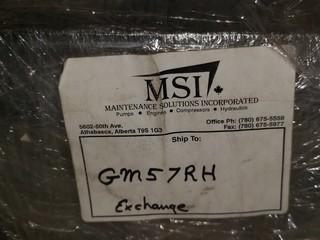 MSI
MAINTENANCE SOLUTIONS INCORPORATED
Pumps • Engines • Compressors • Hydraulics
5602-50th Ave.
Athabasca, Alberta T9S 1G3
Office Ph: (780) 675-5558
Fax: (780) 675-5977
Ship To:
GM57RH
Exchange